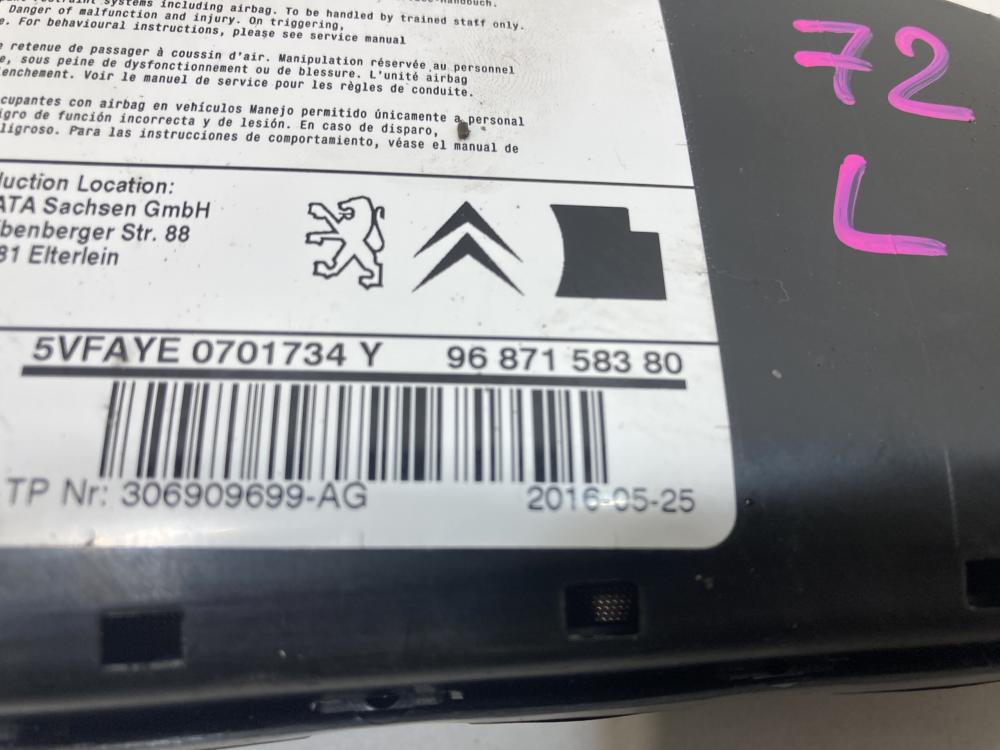 restraint systems including airbag. To be handled by trained staff only.
Danger of malfunction and injury. On triggering,
e. For behavioural instructions, please see service manual
e retenue de passager à coussin d'air. Manipulation réservée au personnel
e, sous peine de dysfonctionnement ou de blessure. L'unité airbag
enchement. Voir le manuel de service pour les règles de conduite.
cupantes con airbag en vehículos Manejo permitido únicamente a personal
igro de función incorrecta y de lesión. En caso de disparo,
ligroso. Para las instrucciones de comportamiento, véase el manual de
uction Location:
ATA Sachsen GmbH
benberger Str. 88
81 Elterlein
5VFAYE 0701734 Y 96 871 583 80
TP Nr: 306909699-AG 2016-05-25
72
L